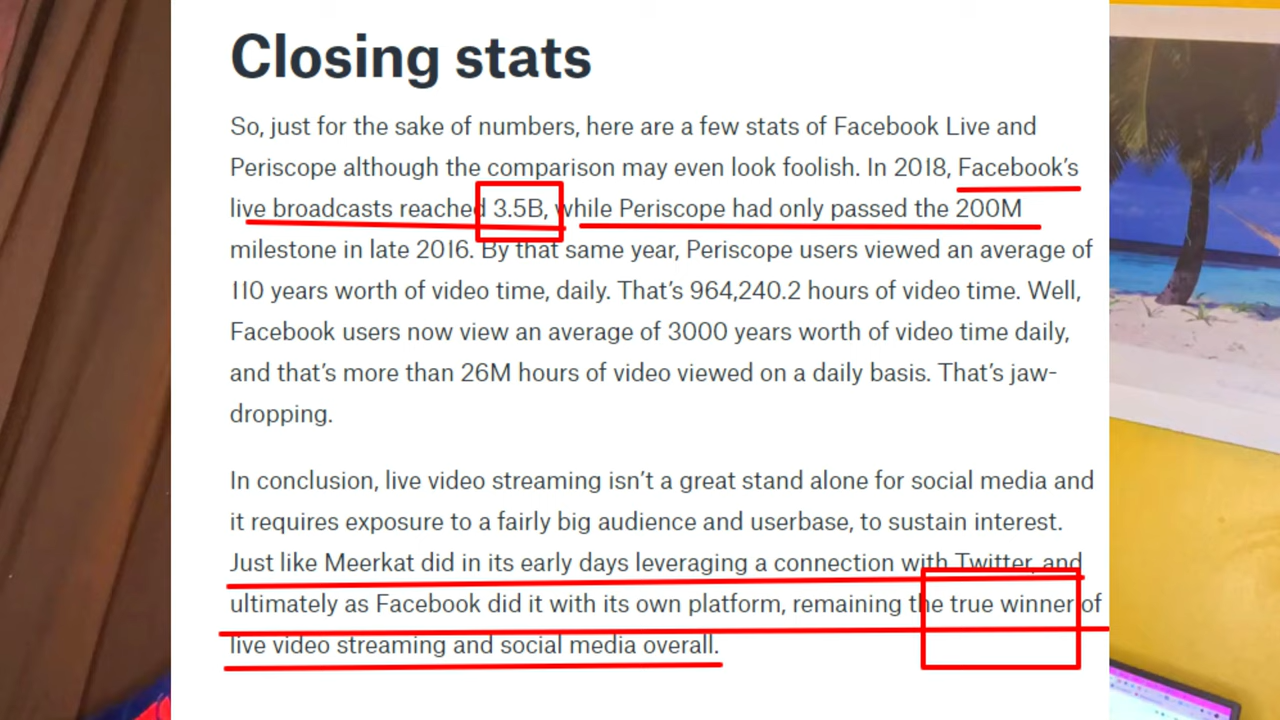 Closing stats
So, just for the sake of numbers, here are a few stats of Facebook Live and
Periscope although the comparison may even look foolish. In 2018, Facebook's
live broadcasts reached 3.5B, while Periscope had only passed the 200M
milestone in late 2016. By that same year, Periscope users viewed an average of
110 years worth of video time, daily. That's 964,240.2 hours of video time. Well,
Facebook users now view an average of 3000 years worth of video time daily,
and that's more than 26M hours of video viewed on a daily basis. That's jaw-
dropping.
In conclusion, live video streaming isn't a great stand alone for social media and
it requires exposure to a fairly big audience and userbase, to sustain interest.
Just like Meerkat did in its early days leveraging a connection with Twitter, and
ultimately as Facebook did it with its own platform, remaining the true winner of
live video streaming and social media overall.